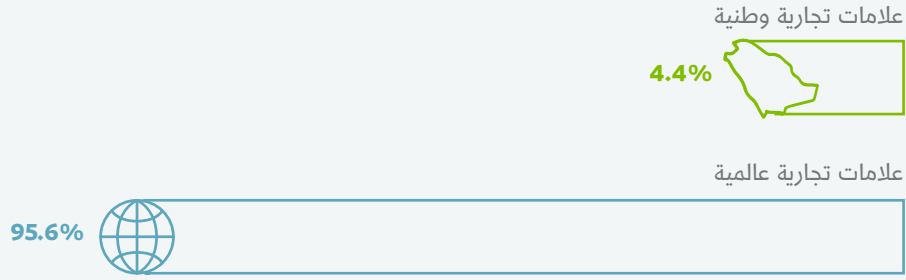 علامات تجارية وطنية
4.4%
علامات تجارية عالمية
95.6%